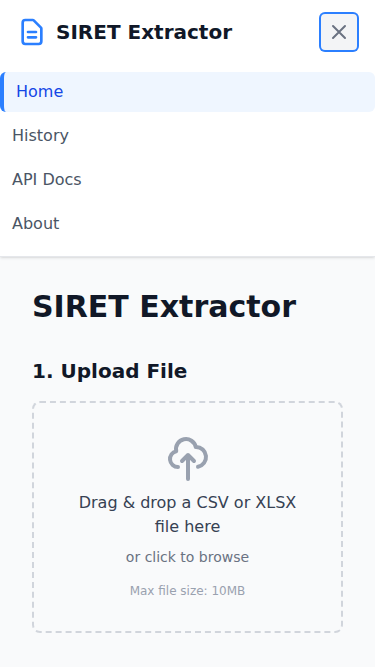 SIRET Extractor
Home
History
API Docs
About
SIRET Extractor
1. Upload File
Drag & drop a CSV or XLSX
file here
or click to browse
Max file size: 10MB